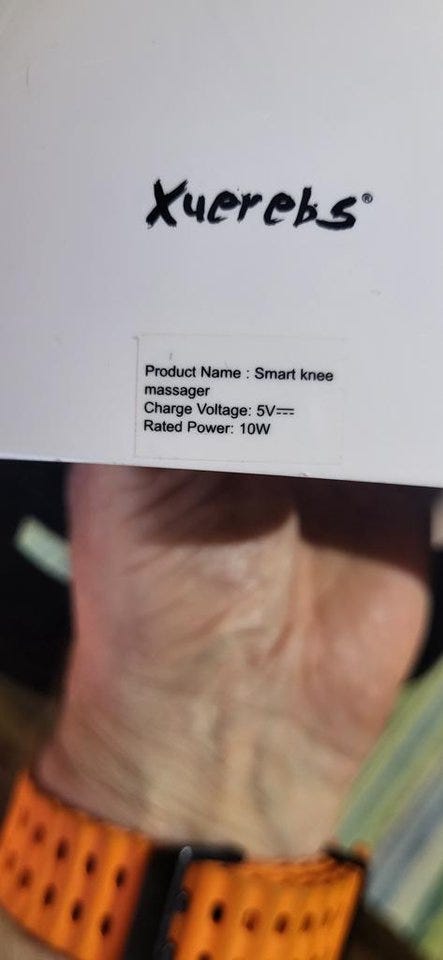 Xuerebs®
Product Name : Smart knee
massager
Charge Voltage: 5V⎓
Rated Power: 10W